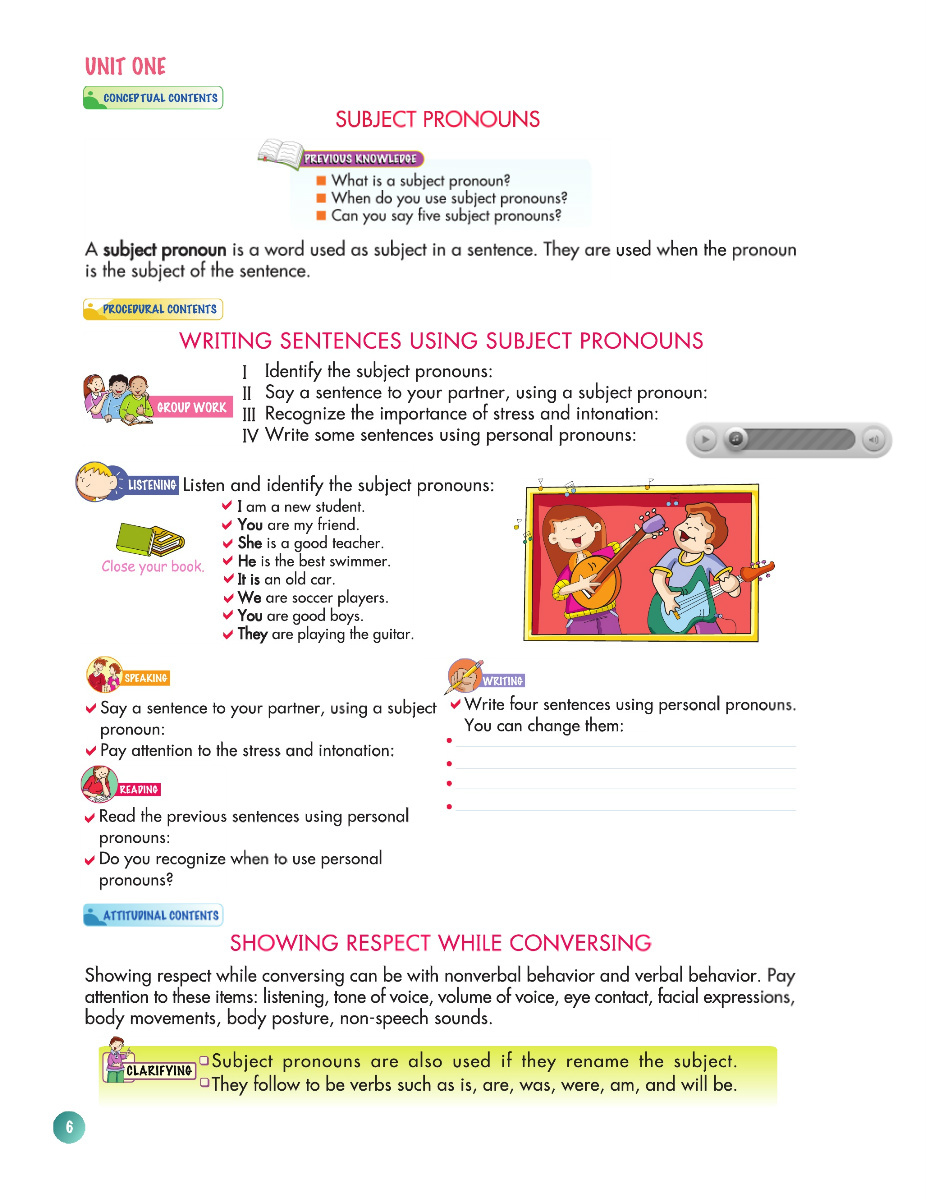 UNIT ONE
CONCEPTUAL CONTENTS
SUBJECT PRONOUNS
PREVIOUS KNOWLEDGE
What is a subject pronoun?
When do you use subject pronouns?
Can you say five subject pronouns?
A subject pronoun is a word used as subject in a sentence. They are used when the pronoun
is the subject of the sentence.
PROCEDURAL CONTENTS
WRITING SENTENCES USING SUBJECT PRONOUNS
GROUP WORK
I Identify the subject pronouns:
II Say a sentence to your partner, using a subject pronoun:
III Recognize the importance of stress and intonation:
IV Write some sentences using personal pronouns:
LISTENING Listen and identify the subject pronouns:
Close your book.
I am a new student.
You are my friend.
She is a good teacher.
He is the best swimmer.
It is an old car.
We are soccer players.
You are good boys.
They are playing the guitar.
SPEAKING
Say a sentence to your partner, using a subject
pronoun:
Pay attention to the stress and intonation:
READING
Read the previous sentences using personal
pronouns:
Do you recognize when to use personal
pronouns?
WRITING
Write four sentences using personal pronouns.
You can change them:
ATTITUDINAL CONTENTS
SHOWING RESPECT WHILE CONVERSING
Showing respect while conversing can be with nonverbal behavior and verbal behavior. Pay
attention to these items: listening, tone of voice, volume of voice, eye contact, facial expressions,
body movements, body posture, non-speech sounds.
CLARIFYING
Subject pronouns are also used if they rename the subject.
They follow to be verbs such as is, are, was, were, am, and will be.
6